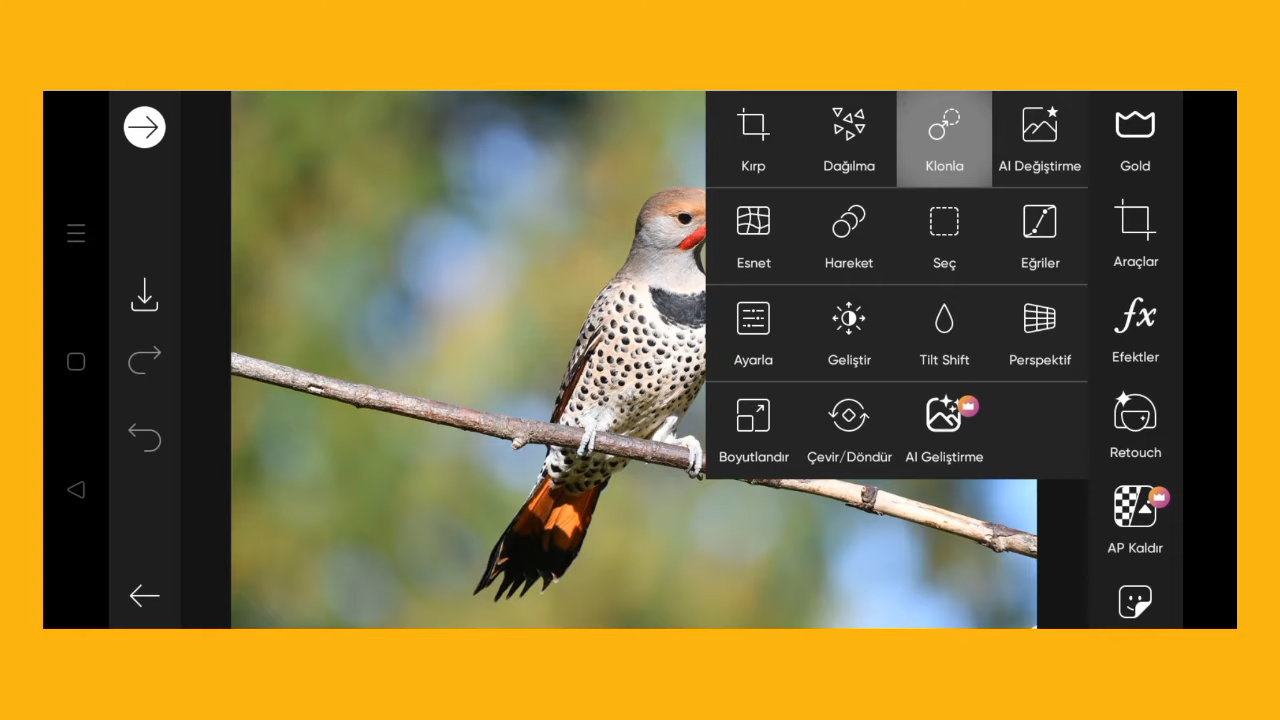 Kırp Dağılma Klonla AI Değiştirme Gold
Esnet Hareket Seç Eğriler Araçlar
Ayarla Geliştir Tilt Shift Perspektif fx Efektler
Boyutlandır Çevir/Döndür AI Geliştirme Retouch
AP Kaldır